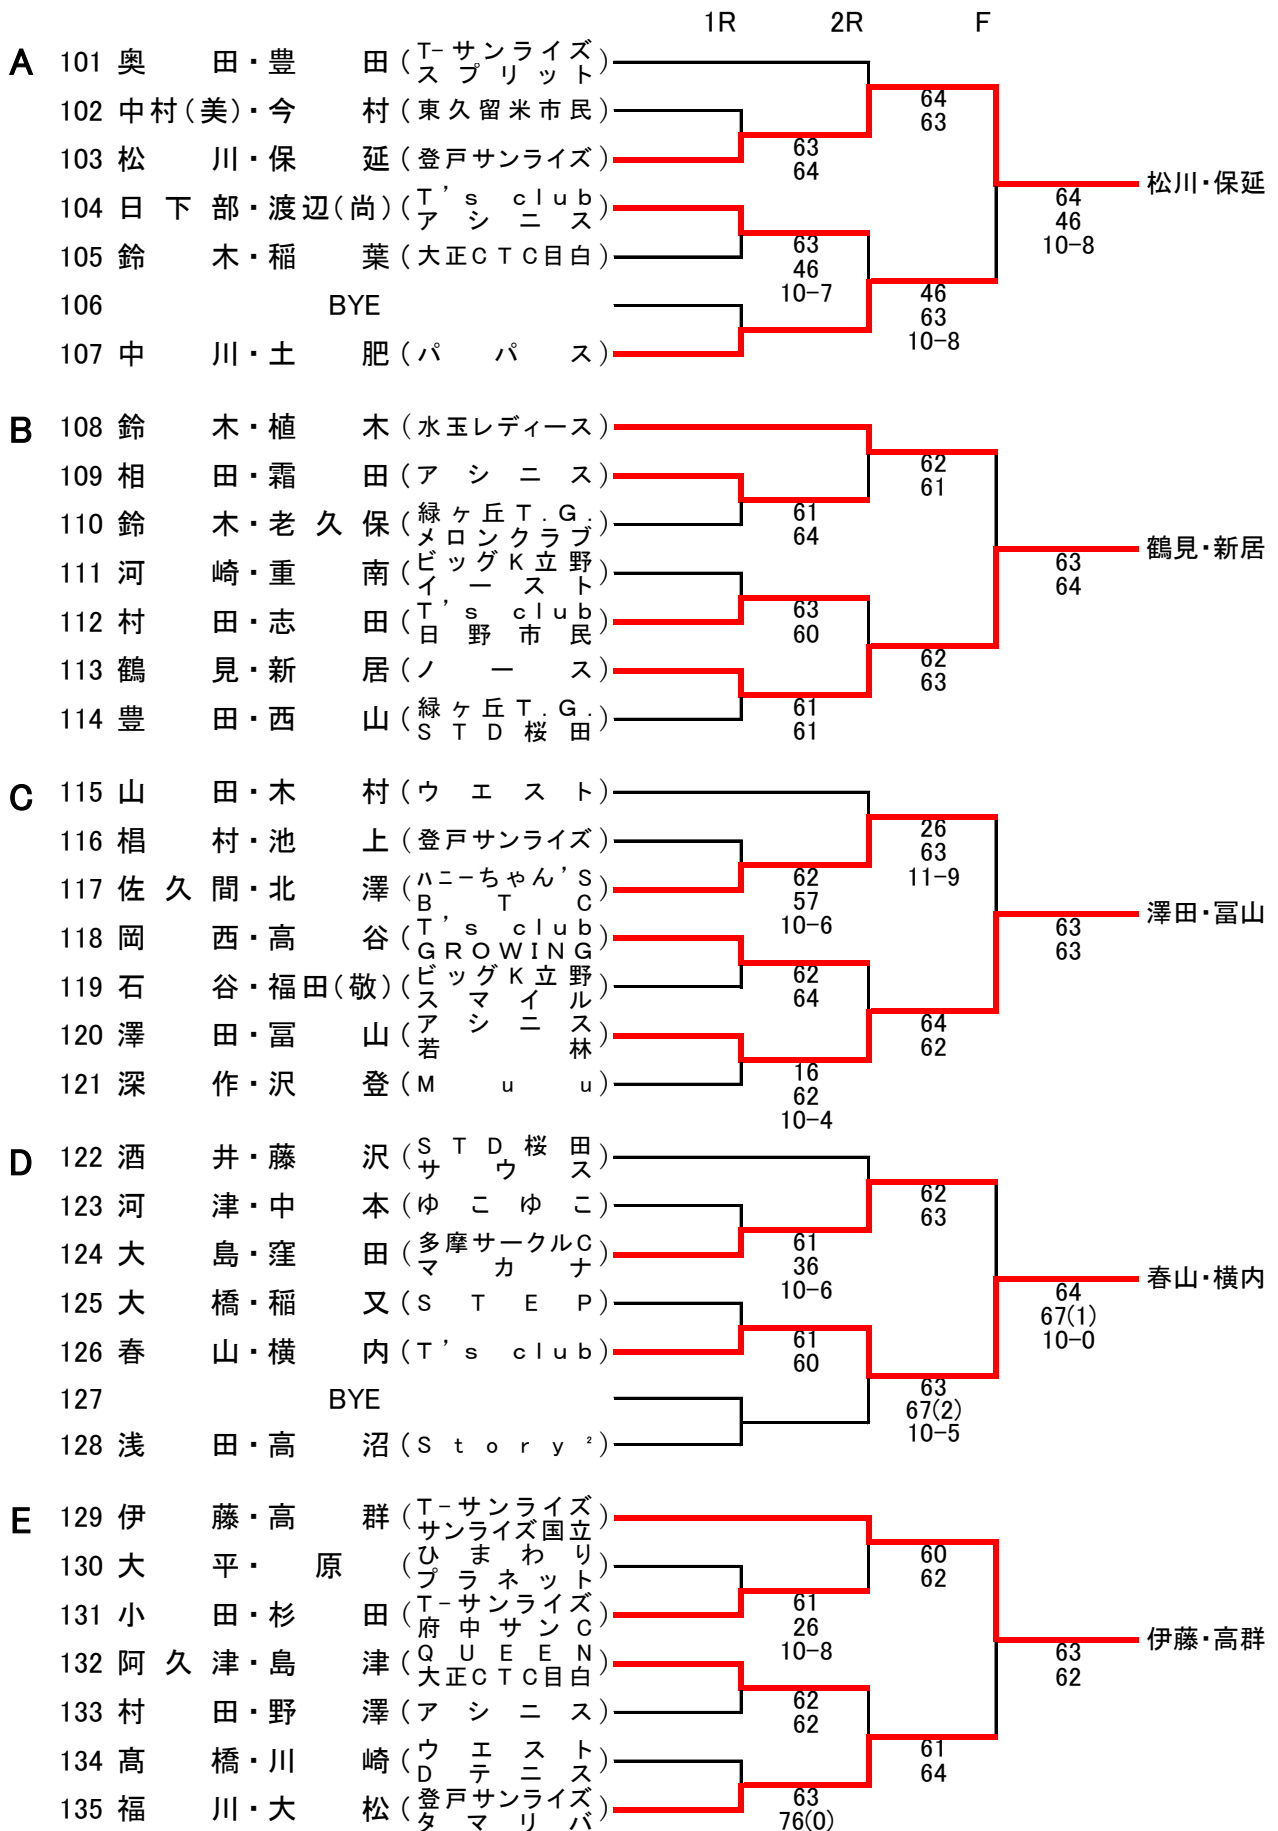 1R 2R F
A 101 奥田・豊田 (T-サンライズ スプリット)
102 中村(美)・今村 (東久留米市民)
103 松川・保延 (登戸サンライズ)
104 日下部・渡辺(尚) (T's club アシニス)
105 鈴木・稲葉 (大正CTC目白)
106 BYE
107 中川・土肥 (パパス)
63 64
63 46 10-7
64 63
46 63 10-8
64 46 10-8
松川・保延
B 108 鈴木・植木 (水玉レディース)
109 相田・霜田 (アシニス)
110 鈴木・老久保 (緑ヶ丘T.G. メロンクラブ)
111 河崎・重南 (ビッグK立野 イースト)
112 村田・志田 (T's club 日野市民)
113 鶴見・新居 (ノース)
114 豊田・西山 (緑ヶ丘T.G. STD桜田)
61 64
63 60
61 61
62 61
62 63
63 64
鶴見・新居
C 115 山田・木村 (ウエスト)
116 椙村・池上 (登戸サンライズ)
117 佐久間・北澤 (ハニーちゃん'S BTC)
118 岡西・高谷 (T's club GROWING)
119 石谷・福田(敬) (ビッグK立野 スマイル)
120 澤田・冨山 (アシニス 若林)
121 深作・沢登 (Muu)
62 57 10-6
62 64
16 62 10-4
26 63 11-9
64 62
63 63
澤田・冨山
D 122 酒井・藤沢 (STD桜田 サウス)
123 河津・中本 (ゆこゆこ)
124 大島・窪田 (多摩サークルC マカナ)
125 大橋・稲又 (STEP)
126 春山・横内 (T's club)
127 BYE
128 浅田・高沼 (Story²)
61 36 10-6
61 60
62 63
63 67(2) 10-5
64 67(1) 10-0
春山・横内
E 129 伊藤・高群 (T-サンライズ サンライズ国立)
130 大平・原 (ひまわり プラネット)
131 小田・杉田 (T-サンライズ 府中サンC)
132 阿久津・島津 (QUEEN 大正CTC目白)
133 村田・野澤 (アシニス)
134 髙橋・川崎 (ウエスト Dテニス)
135 福川・大松 (登戸サンライズ タマリバ)
61 26 10-8
62 62
63 76(0)
60 62
61 64
63 62
伊藤・高群